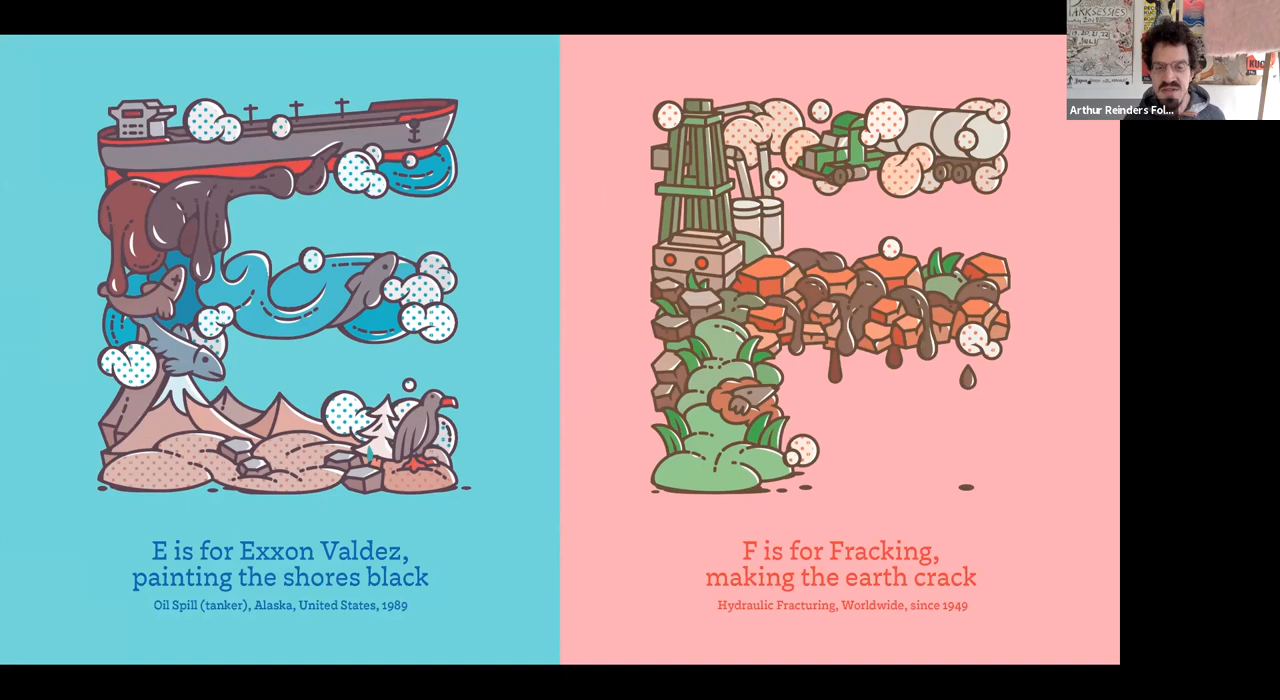 E is for Exxon Valdez,
painting the shores black
Oil Spill (tanker), Alaska, United States, 1989
F is for Fracking,
making the earth crack
Hydraulic Fracturing, Worldwide, since 1949
Arthur Reinders Fol...